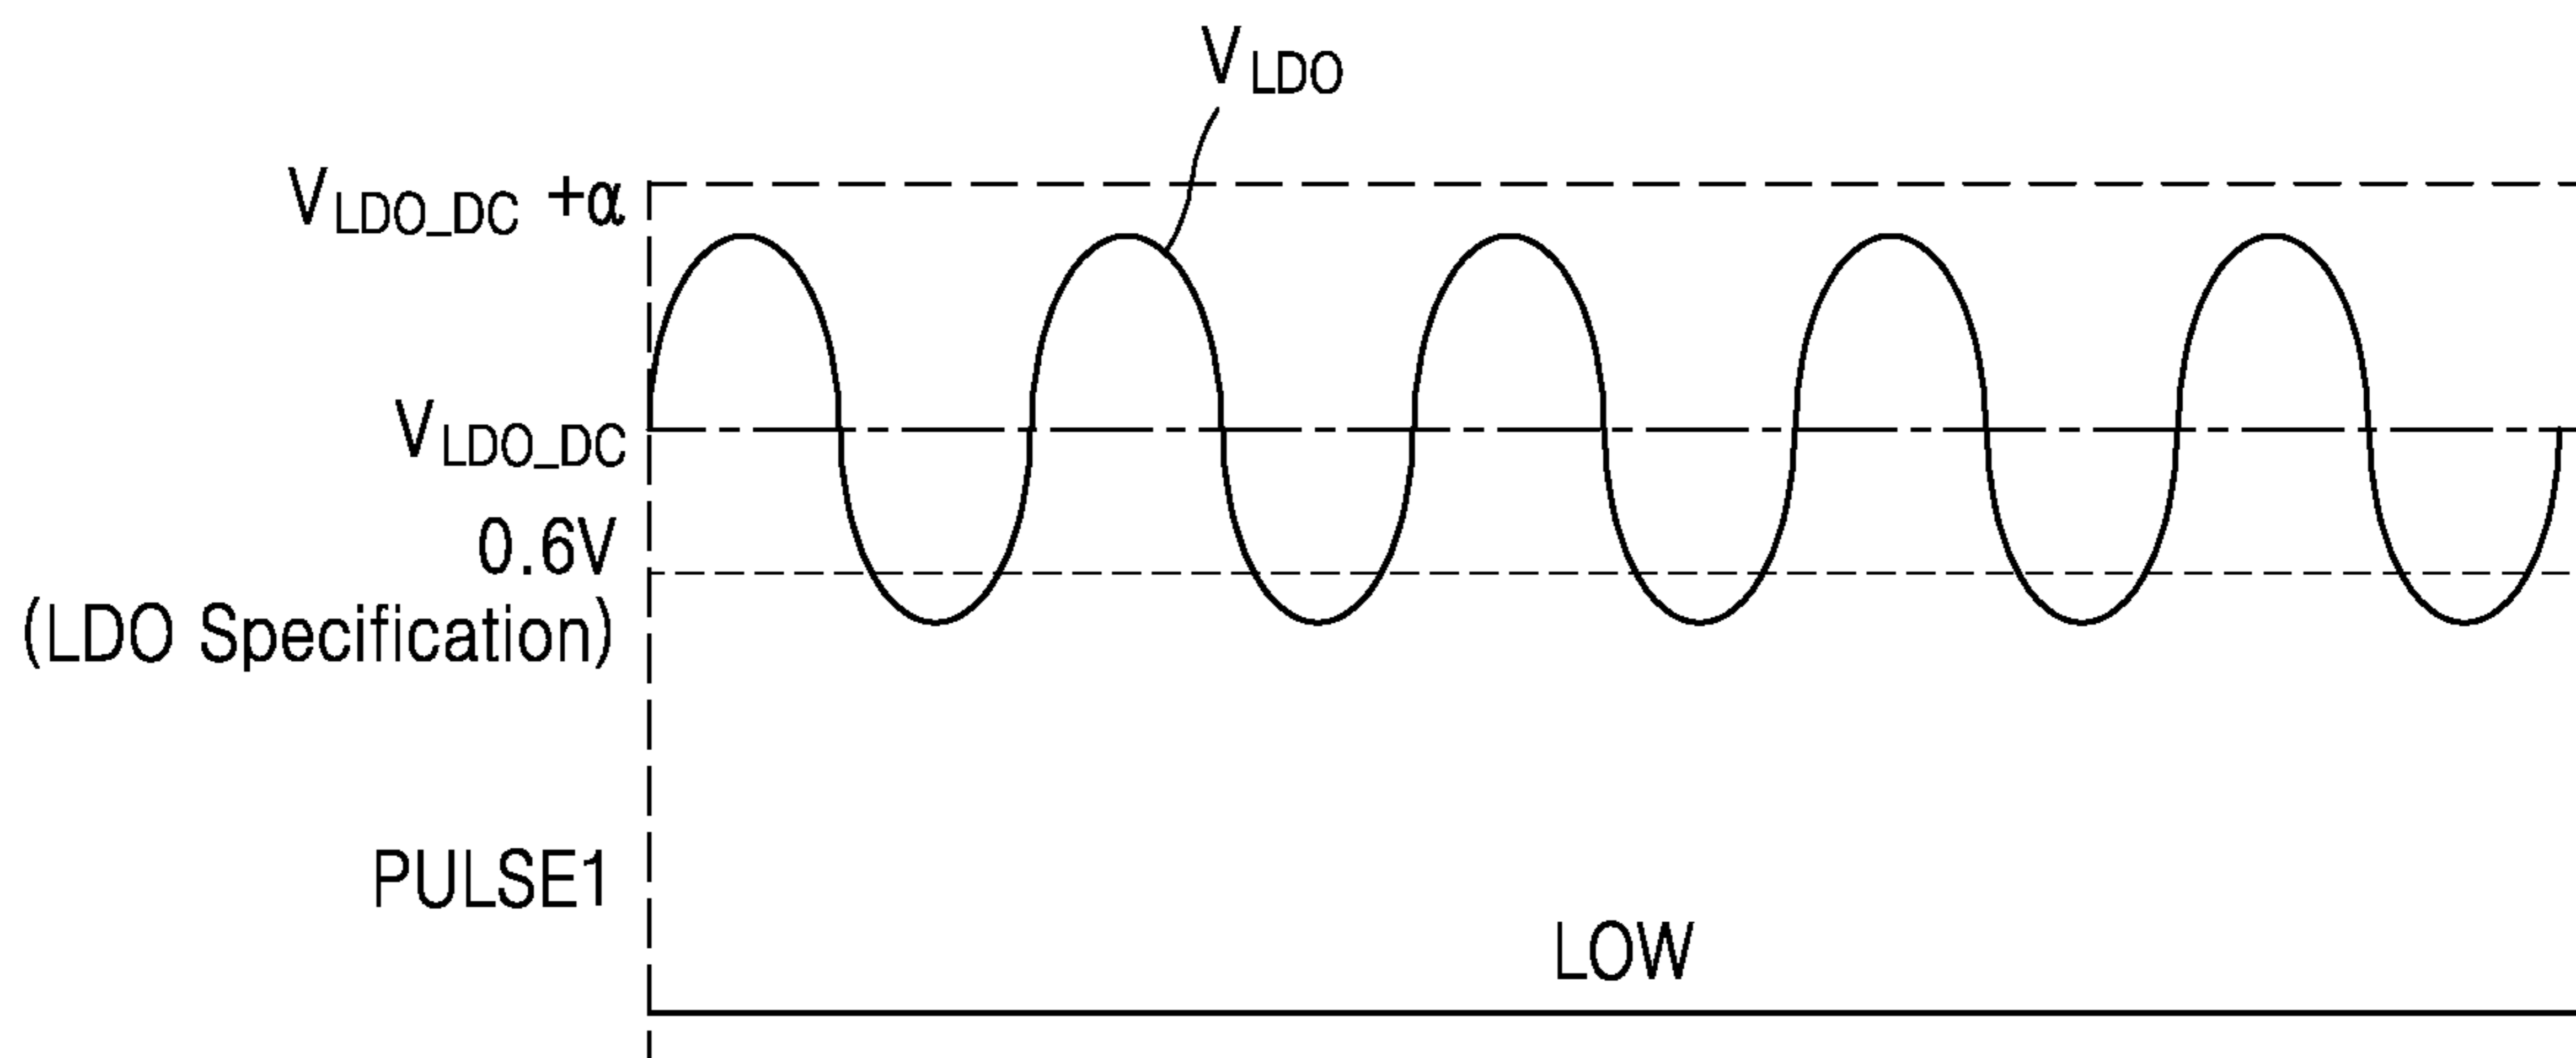 VLDO
VLDO_DC +α
VLDO_DC
0.6V
(LDO Specification)
PULSE1
LOW